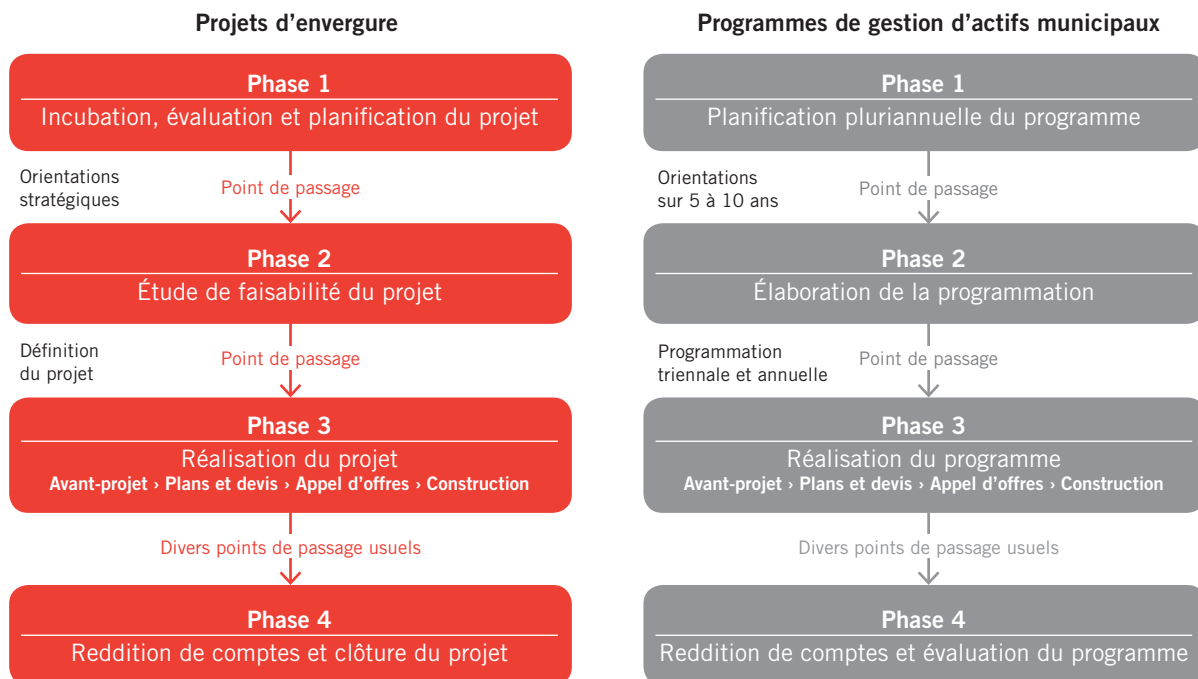 Projets d’envergure
Phase 1
Incubation, évaluation et planification du projet
Orientations
stratégiques
Point de passage
Phase 2
Étude de faisabilité du projet
Définition
du projet
Point de passage
Phase 3
Réalisation du projet
Avant-projet › Plans et devis › Appel d’offres › Construction
Divers points de passage usuels
Phase 4
Reddition de comptes et clôture du projet
Programmes de gestion d’actifs municipaux
Phase 1
Planification pluriannuelle du programme
Orientations
sur 5 à 10 ans
Point de passage
Phase 2
Élaboration de la programmation
Programmation
triennale et annuelle
Point de passage
Phase 3
Réalisation du programme
Avant-projet › Plans et devis › Appel d’offres › Construction
Divers points de passage usuels
Phase 4
Reddition de comptes et évaluation du programme